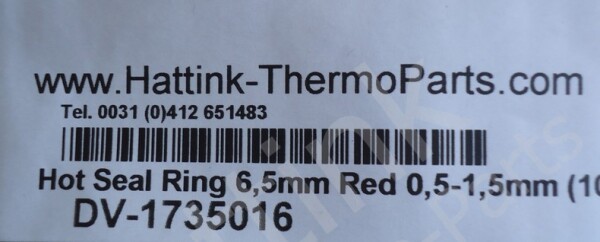 www.Hattink-ThermoParts.com
Tel. 0031 (0)412 651483
Hot Seal Ring 6,5mm Red 0,5-1,5mm (10
DV-1735016